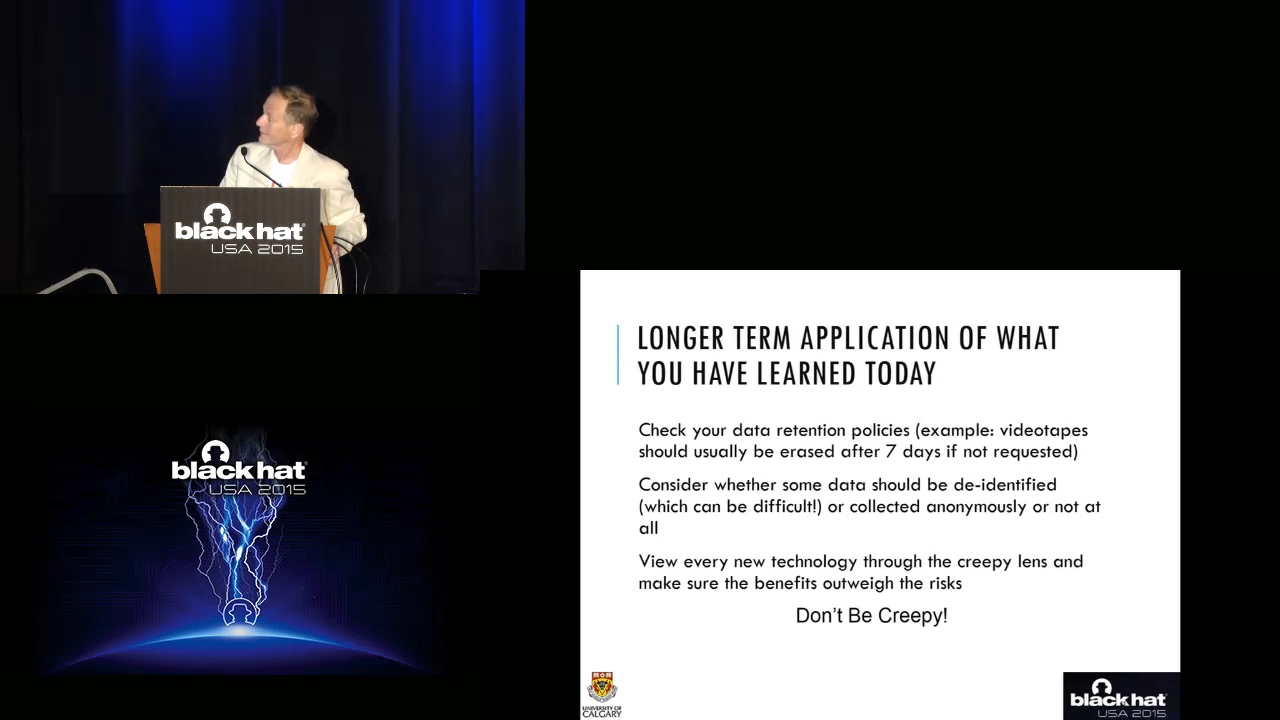 black hat
USA 2015
LONGER TERM APPLICATION OF WHAT
YOU HAVE LEARNED TODAY
Check your data retention policies (example: videotapes
should usually be erased after 7 days if not requested)
Consider whether some data should be de-identified
(which can be difficult!) or collected anonymously or not at
all
View every new technology through the creepy lens and
make sure the benefits outweigh the risks
Don't Be Creepy!
black hat
USA 2015
UNIVERSITY OF
CALGARY
black hat
USA 2015